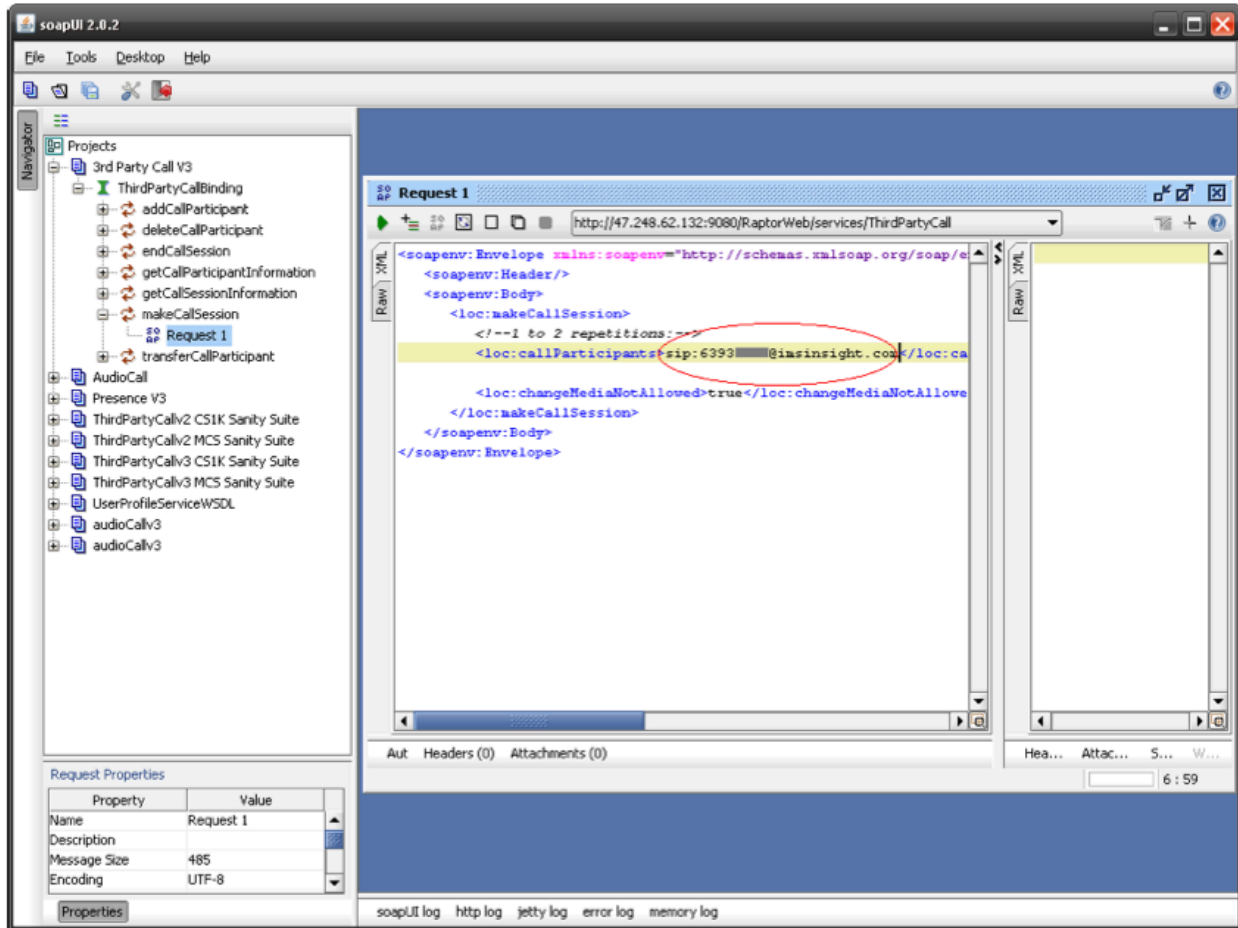 soapUI 2.0.2
File Tools Desktop Help
Navigator
Projects
3rd Party Call V3
ThirdPartyCallBinding
addCallParticipant
deleteCallParticipant
endCallSession
getCallParticipantInformation
getCallSessionInformation
makeCallSession
Request 1
transferCallParticipant
AudioCall
Presence V3
ThirdPartyCallv2 CS1K Sanity Suite
ThirdPartyCallv2 MCS Sanity Suite
ThirdPartyCallv3 CS1K Sanity Suite
ThirdPartyCallv3 MCS Sanity Suite
UserProfileServiceWSDL
audioCallv3
audioCallv3
Request Properties
Property Value
Name Request 1
Description
Message Size 485
Encoding UTF-8
Properties
Request 1
http://47.248.62.132:9080/RaptorWeb/services/ThirdPartyCall
XML
Raw
<soapenv:Envelope xmlns:soapenv="http://schemas.xmlsoap.org/soap/e
<soapenv:Header/>
<soapenv:Body>
<loc:makeCallSession>
<!--1 to 2 repetitions:-->
<loc:callParticipants>sip:6393 @imsinsight.com</loc:ca
<loc:changeMediaNotAllowed>true</loc:changeMediaNotAllowe
</loc:makeCallSession>
</soapenv:Body>
</soapenv:Envelope>
Aut Headers (0) Attachments (0)
XML
Raw
Hea... Attac... S... W...
6 : 59
soapUI log http log jetty log error log memory log